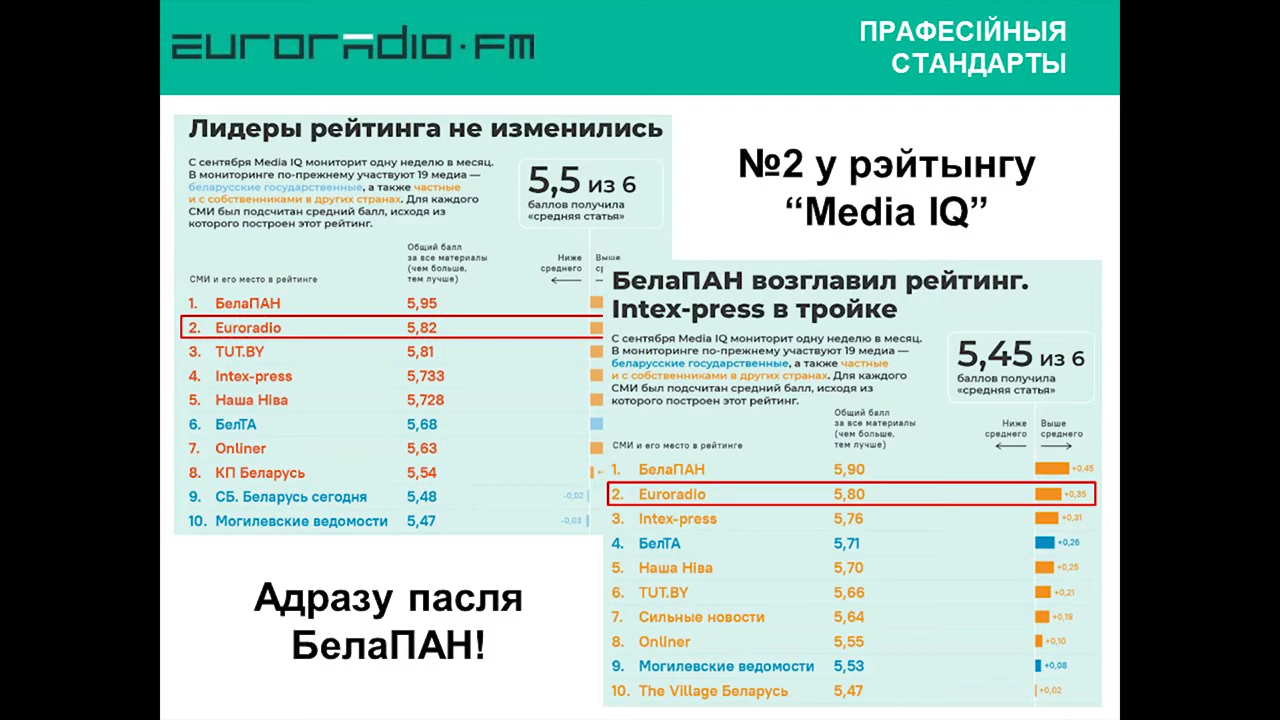 EURORADIO·FM
ПРАФЕСІЙНЫЯ
СТАНДАРТЫ
Лидеры рейтинга не изменились
С сентября Media IQ мониторит одну неделю в месяц.
В мониторинге по-прежнему участвуют 19 медиа —
беларусские государственные, а также частные
и с собственниками в других странах. Для каждого
СМИ был подсчитан средний балл, исходя из
которого построен этот рейтинг.
5,5 из 6
баллов получила
«средняя статья»
СМИ и его место в рейтинге
Общий балл
за все материалы
(чем больше,
тем лучше)
Ниже
среднего
Выше
1. БелаПАН 5,95
2. Euroradio 5,82
3. TUT.BY 5,81
4. Intex-press 5,733
5. Наша Ніва 5,728
6. БелТА 5,68
7. Onliner 5,63
8. КП Беларусь 5,54
9. СБ. Беларусь сегодня 5,48 -0,02
10. Могилевские ведомости 5,47 -0,03
№2 у рэйтынгу
“Media IQ”
БелаПАН возглавил рейтинг.
Intex-press в тройке
С сентября Media IQ мониторит одну неделю в месяц.
В мониторинге по-прежнему участвуют 19 медиа —
беларусские государственные, а также частные
и с собственниками в других странах. Для каждого
СМИ был подсчитан средний балл, исходя из
которого построен этот рейтинг.
5,45 из 6
баллов получила
«средняя статья»
СМИ и его место в рейтинге
Общий балл
за все материалы
(чем больше,
тем лучше)
Ниже
среднего
Выше
среднего
1. БелаПАН 5,90 +0,45
2. Euroradio 5,80 +0,35
3. Intex-press 5,76 +0,31
4. БелТА 5,71 +0,26
5. Наша Ніва 5,70 +0,25
6. TUT.BY 5,66 +0,21
7. Сильные новости 5,64 +0,19
8. Onliner 5,55 +0,10
9. Могилевские ведомости 5,53 +0,08
10. The Village Беларусь 5,47 +0,02
Адразу пасля
БелаПАН!